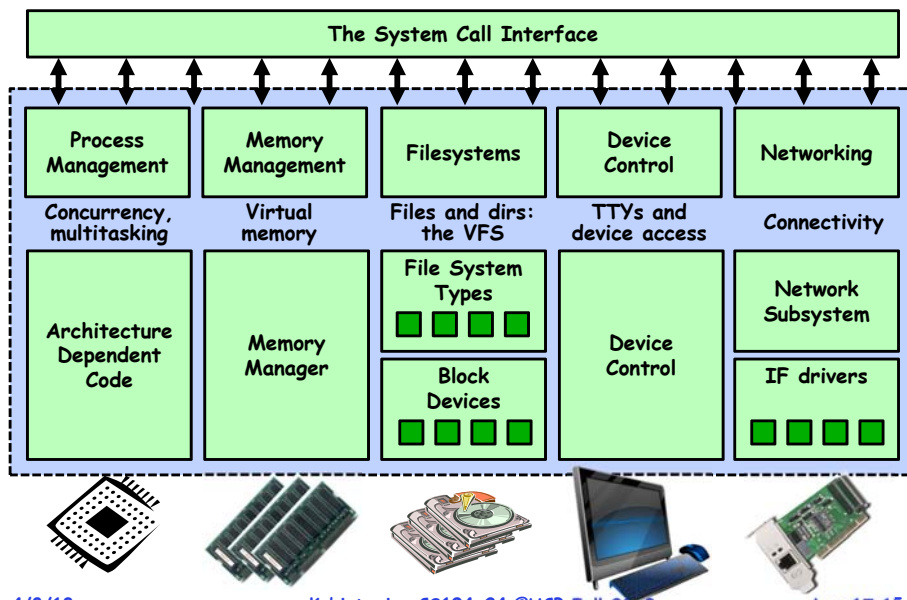 The System Call Interface
Process
Management
Memory
Management
Filesystems
Device
Control
Networking
Concurrency,
multitasking
Virtual
memory
Files and dirs:
the VFS
TTYs and
device access
Connectivity
Architecture
Dependent
Code
Memory
Manager
File System
Types
Block
Devices
Device
Control
Network
Subsystem
IF drivers